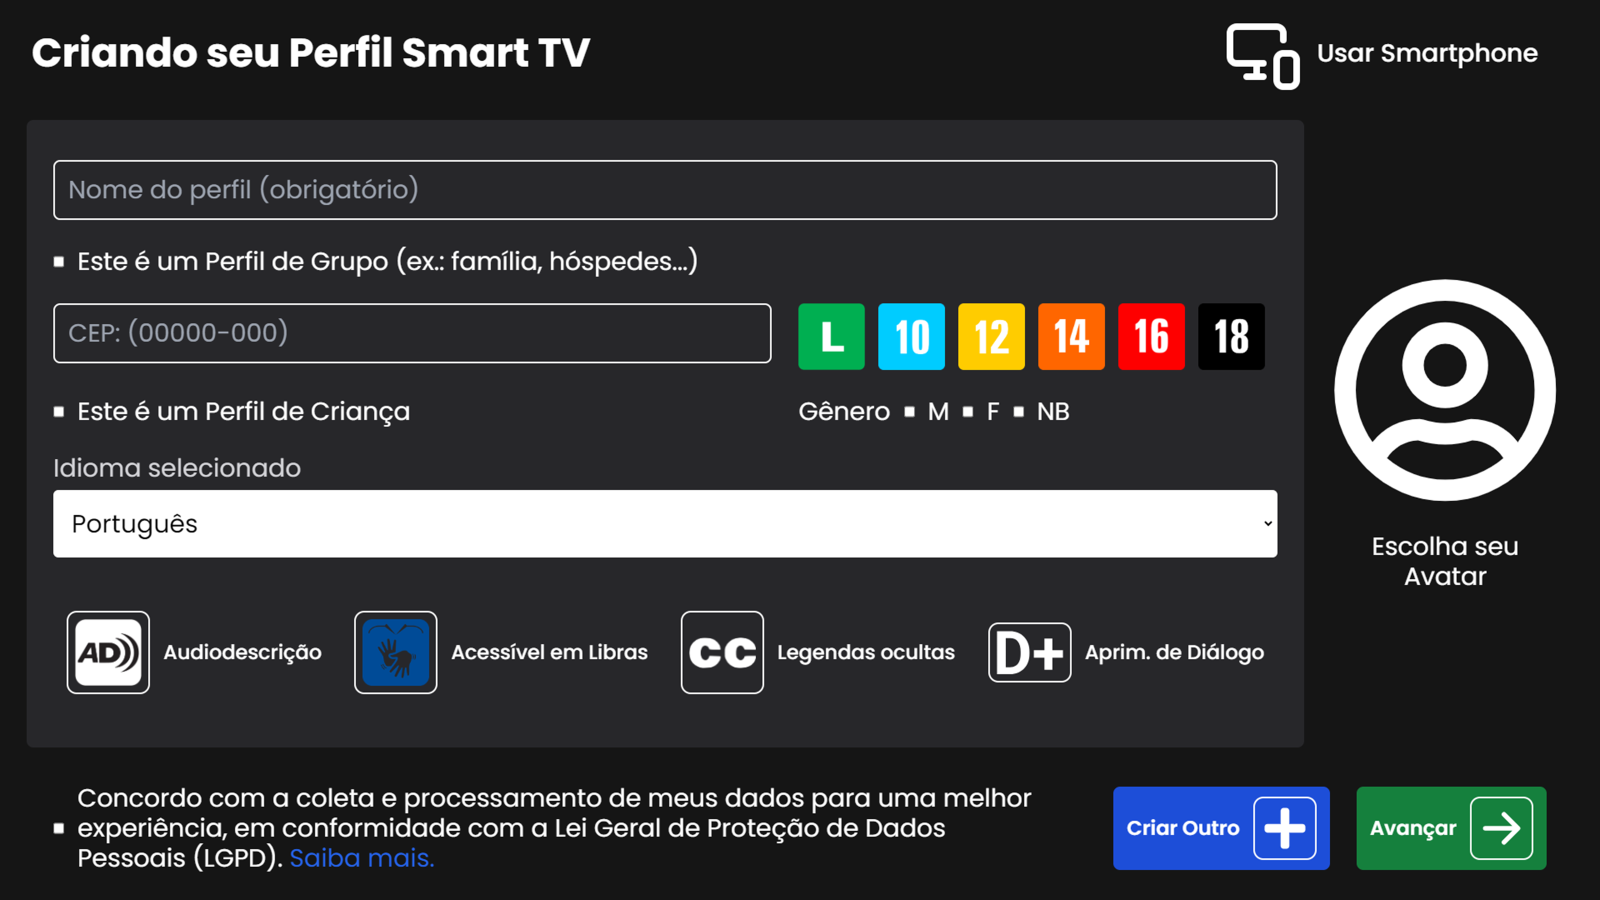 Criando seu Perfil Smart TV
Usar Smartphone
Nome do perfil (obrigatório)
Este é um Perfil de Grupo (ex.: família, hóspedes...)
CEP: (00000-000)
L 10 12 14 16 18
Este é um Perfil de Criança
Gênero M F NB
Idioma selecionado
Português
Escolha seu
Avatar
AD Audiodescrição
Acessível em Libras
CC Legendas ocultas
D+ Aprim. de Diálogo
Concordo com a coleta e processamento de meus dados para uma melhor
experiência, em conformidade com a Lei Geral de Proteção de Dados
Pessoais (LGPD). Saiba mais.
Criar Outro
Avançar